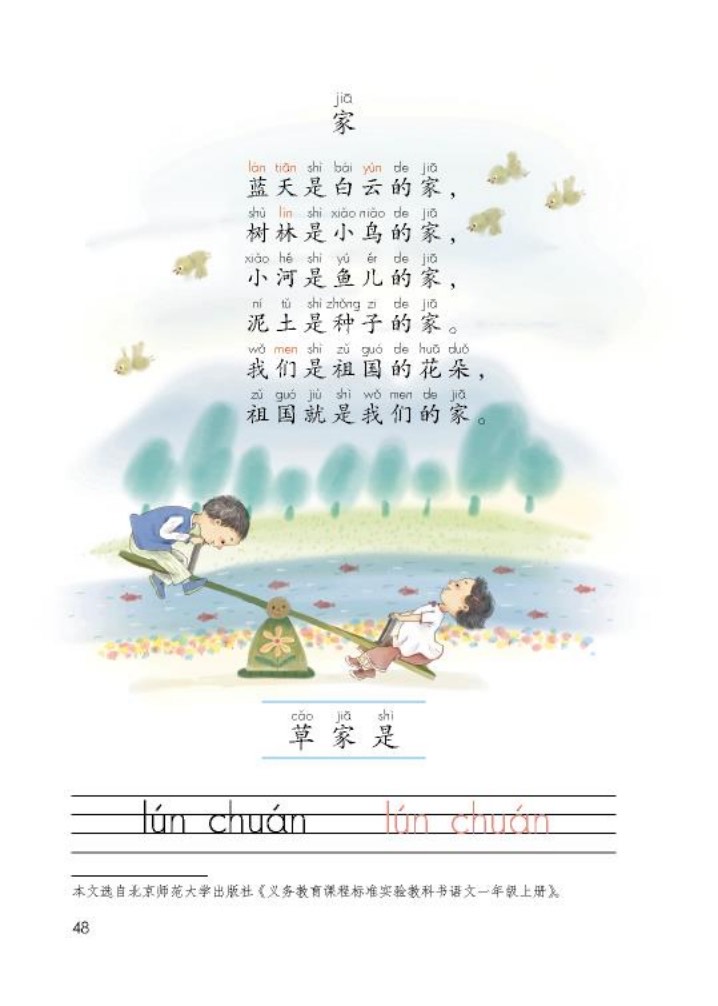 jiā
家
lán tiān shì bái yún de jiā
蓝天是白云的家，
shù lín shì xiǎo niǎo de jiā
树林是小鸟的家，
xiǎo hé shì yú ér de jiā
小河是鱼儿的家，
ní tǔ shì zhǒng zi de jiā
泥土是种子的家。
wǒ men shì zǔ guó de huā duǒ
我们是祖国的花朵，
zǔ guó jiù shì wǒ men de jiā
祖国就是我们的家。
cǎo jiā shì
草 家 是
lún chuán lún chuán
本文选自北京师范大学出版社《义务教育课程标准实验教科书语文一年级上册》。
48